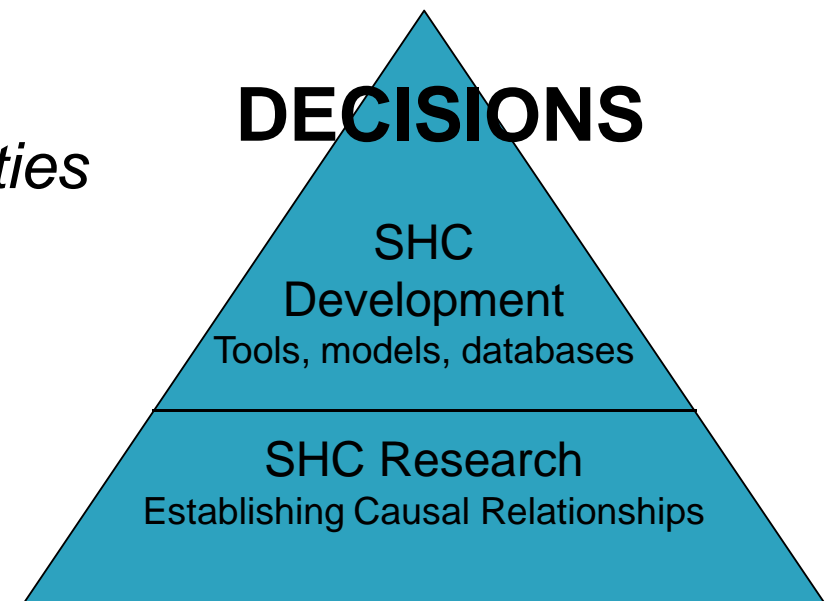 DECISIONS
ties
SHC
Development
Tools, models, databases
SHC Research
Establishing Causal Relationships